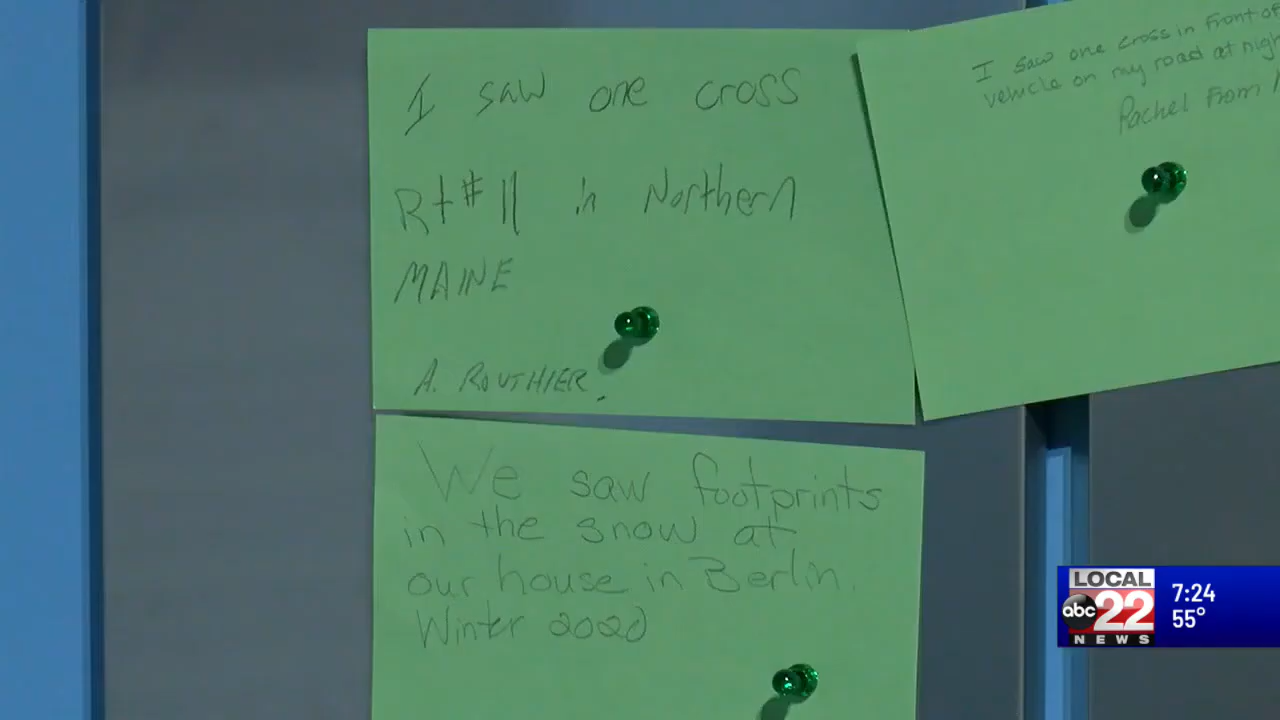 I saw one cross
Rt # 11 in Northern
MAINE
A. ROUTHIER.
I saw one cross in front of
vehicle on my road at nigh
Rachel From
We saw footprints
in the snow at
our house in Berlin.
Winter 2020
LOCAL
abc 22
NEWS
7:24
55°